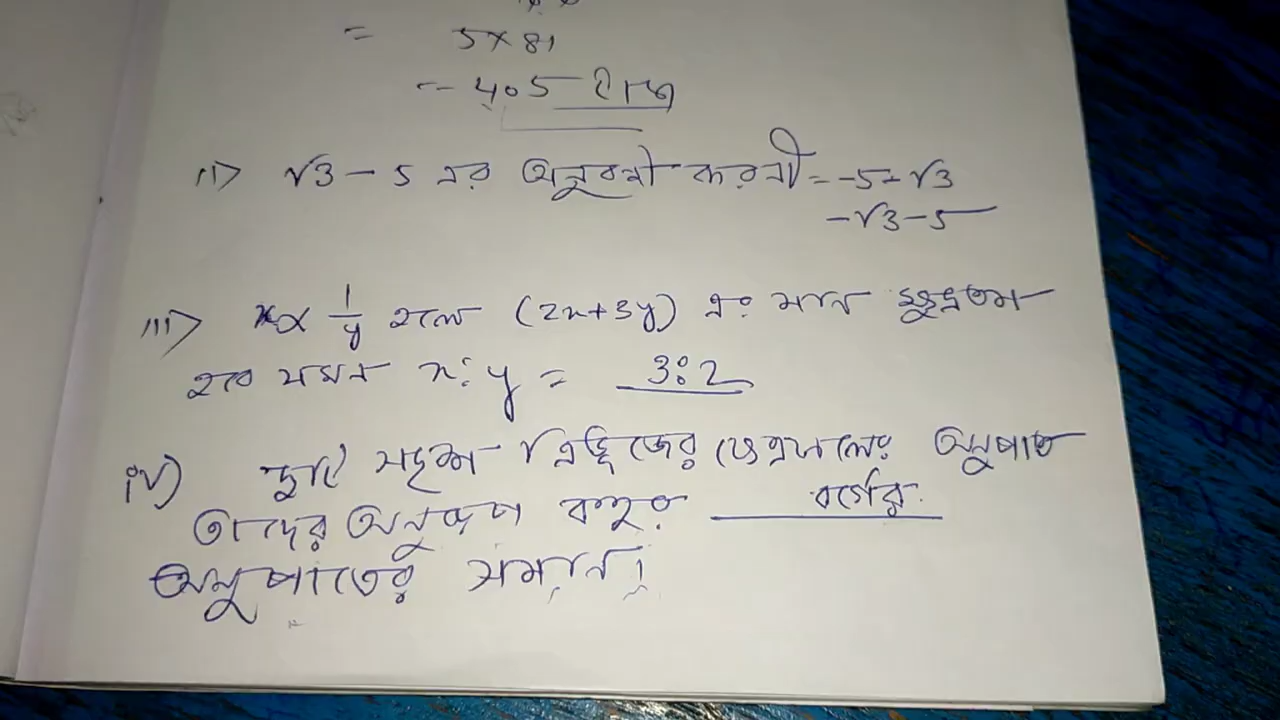 = 5 × 81
= 405 টাকা
ii) √3 - 5 এর অনুবন্ধী করণী = -5 - √3
-√3 - 5
iii) x ∝ 1/y হলে (2x+3y) এর মান ক্ষুদ্রতম
হবে যখন x : y = 3:2
iv) দুটি সদৃশ ত্রিভুজের ক্ষেত্রফলের অনুপাত
তাদের অনুরূপ বাহুর বর্গের
অনুপাতের সমান।